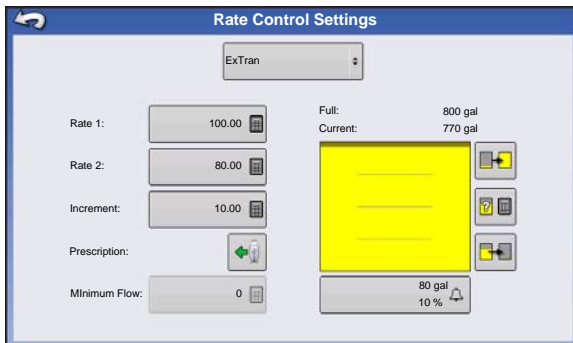 Rate Control Settings
ExTran
Rate 1: 100.00
Rate 2: 80.00
Increment: 10.00
Prescription:
MInimum Flow: 0
Full: 800 gal
Current: 770 gal
?
80 gal
10 %